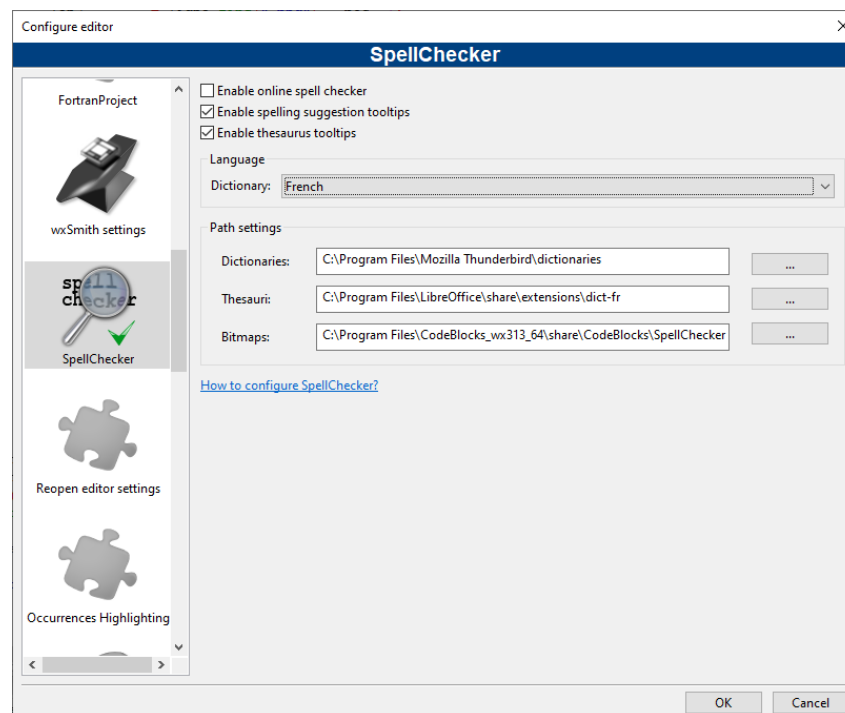 Configure editor
SpellChecker
FortranProject
wxSmith settings
spell
checker
SpellChecker
Reopen editor settings
Occurrences Highlighting
Enable online spell checker
Enable spelling suggestion tooltips
Enable thesaurus tooltips
Language
Dictionary: French
Path settings
Dictionaries: C:\Program Files\Mozilla Thunderbird\dictionaries ...
Thesauri: C:\Program Files\LibreOffice\share\extensions\dict-fr ...
Bitmaps: C:\Program Files\CodeBlocks_wx313_64\share\CodeBlocks\SpellChecker ...
How to configure SpellChecker?
OK Cancel